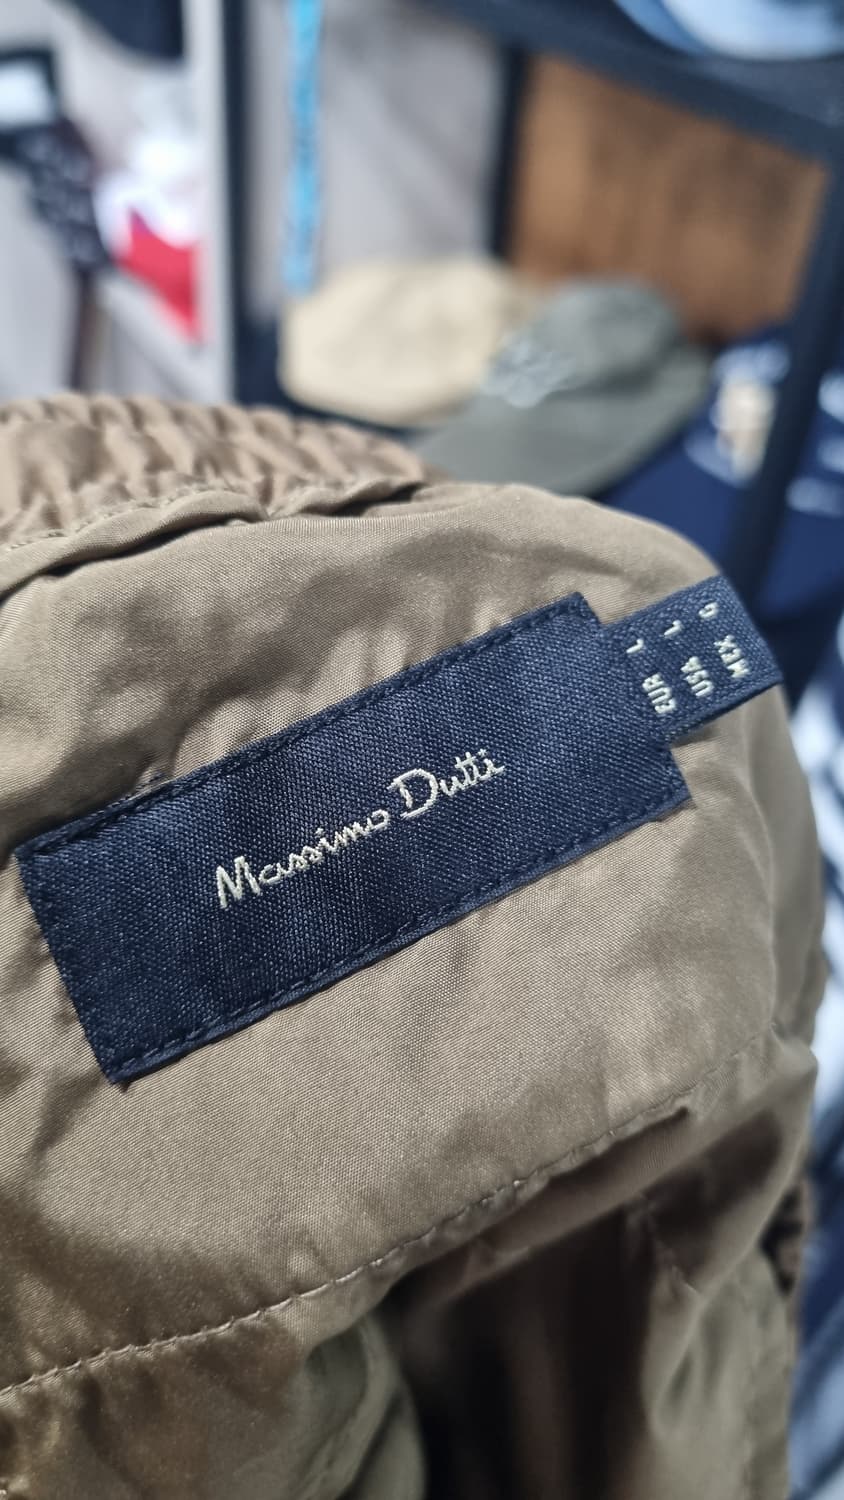 Massimo Dutti
EUR L
USA L
MEX G